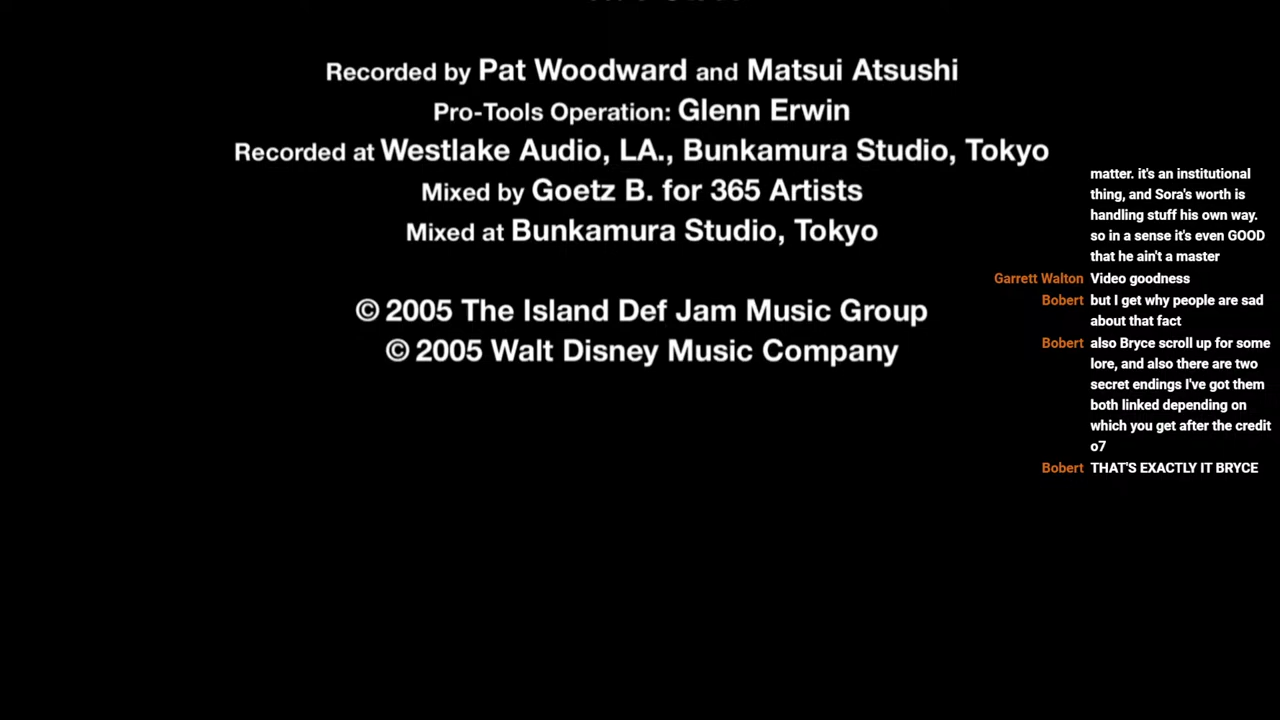 Recorded by Pat Woodward and Matsui Atsushi
Pro-Tools Operation: Glenn Erwin
Recorded at Westlake Audio, LA., Bunkamura Studio, Tokyo
Mixed by Goetz B. for 365 Artists
Mixed at Bunkamura Studio, Tokyo
© 2005 The Island Def Jam Music Group
© 2005 Walt Disney Music Company
matter. it's an institutional
thing, and Sora's worth is
handling stuff his own way.
so in a sense it's even GOOD
that he ain't a master
Garrett Walton Video goodness
Bobert but I get why people are sad
about that fact
Bobert also Bryce scroll up for some
lore, and also there are two
secret endings I've got them
both linked depending on
which you get after the credit
o7
Bobert THAT'S EXACTLY IT BRYCE